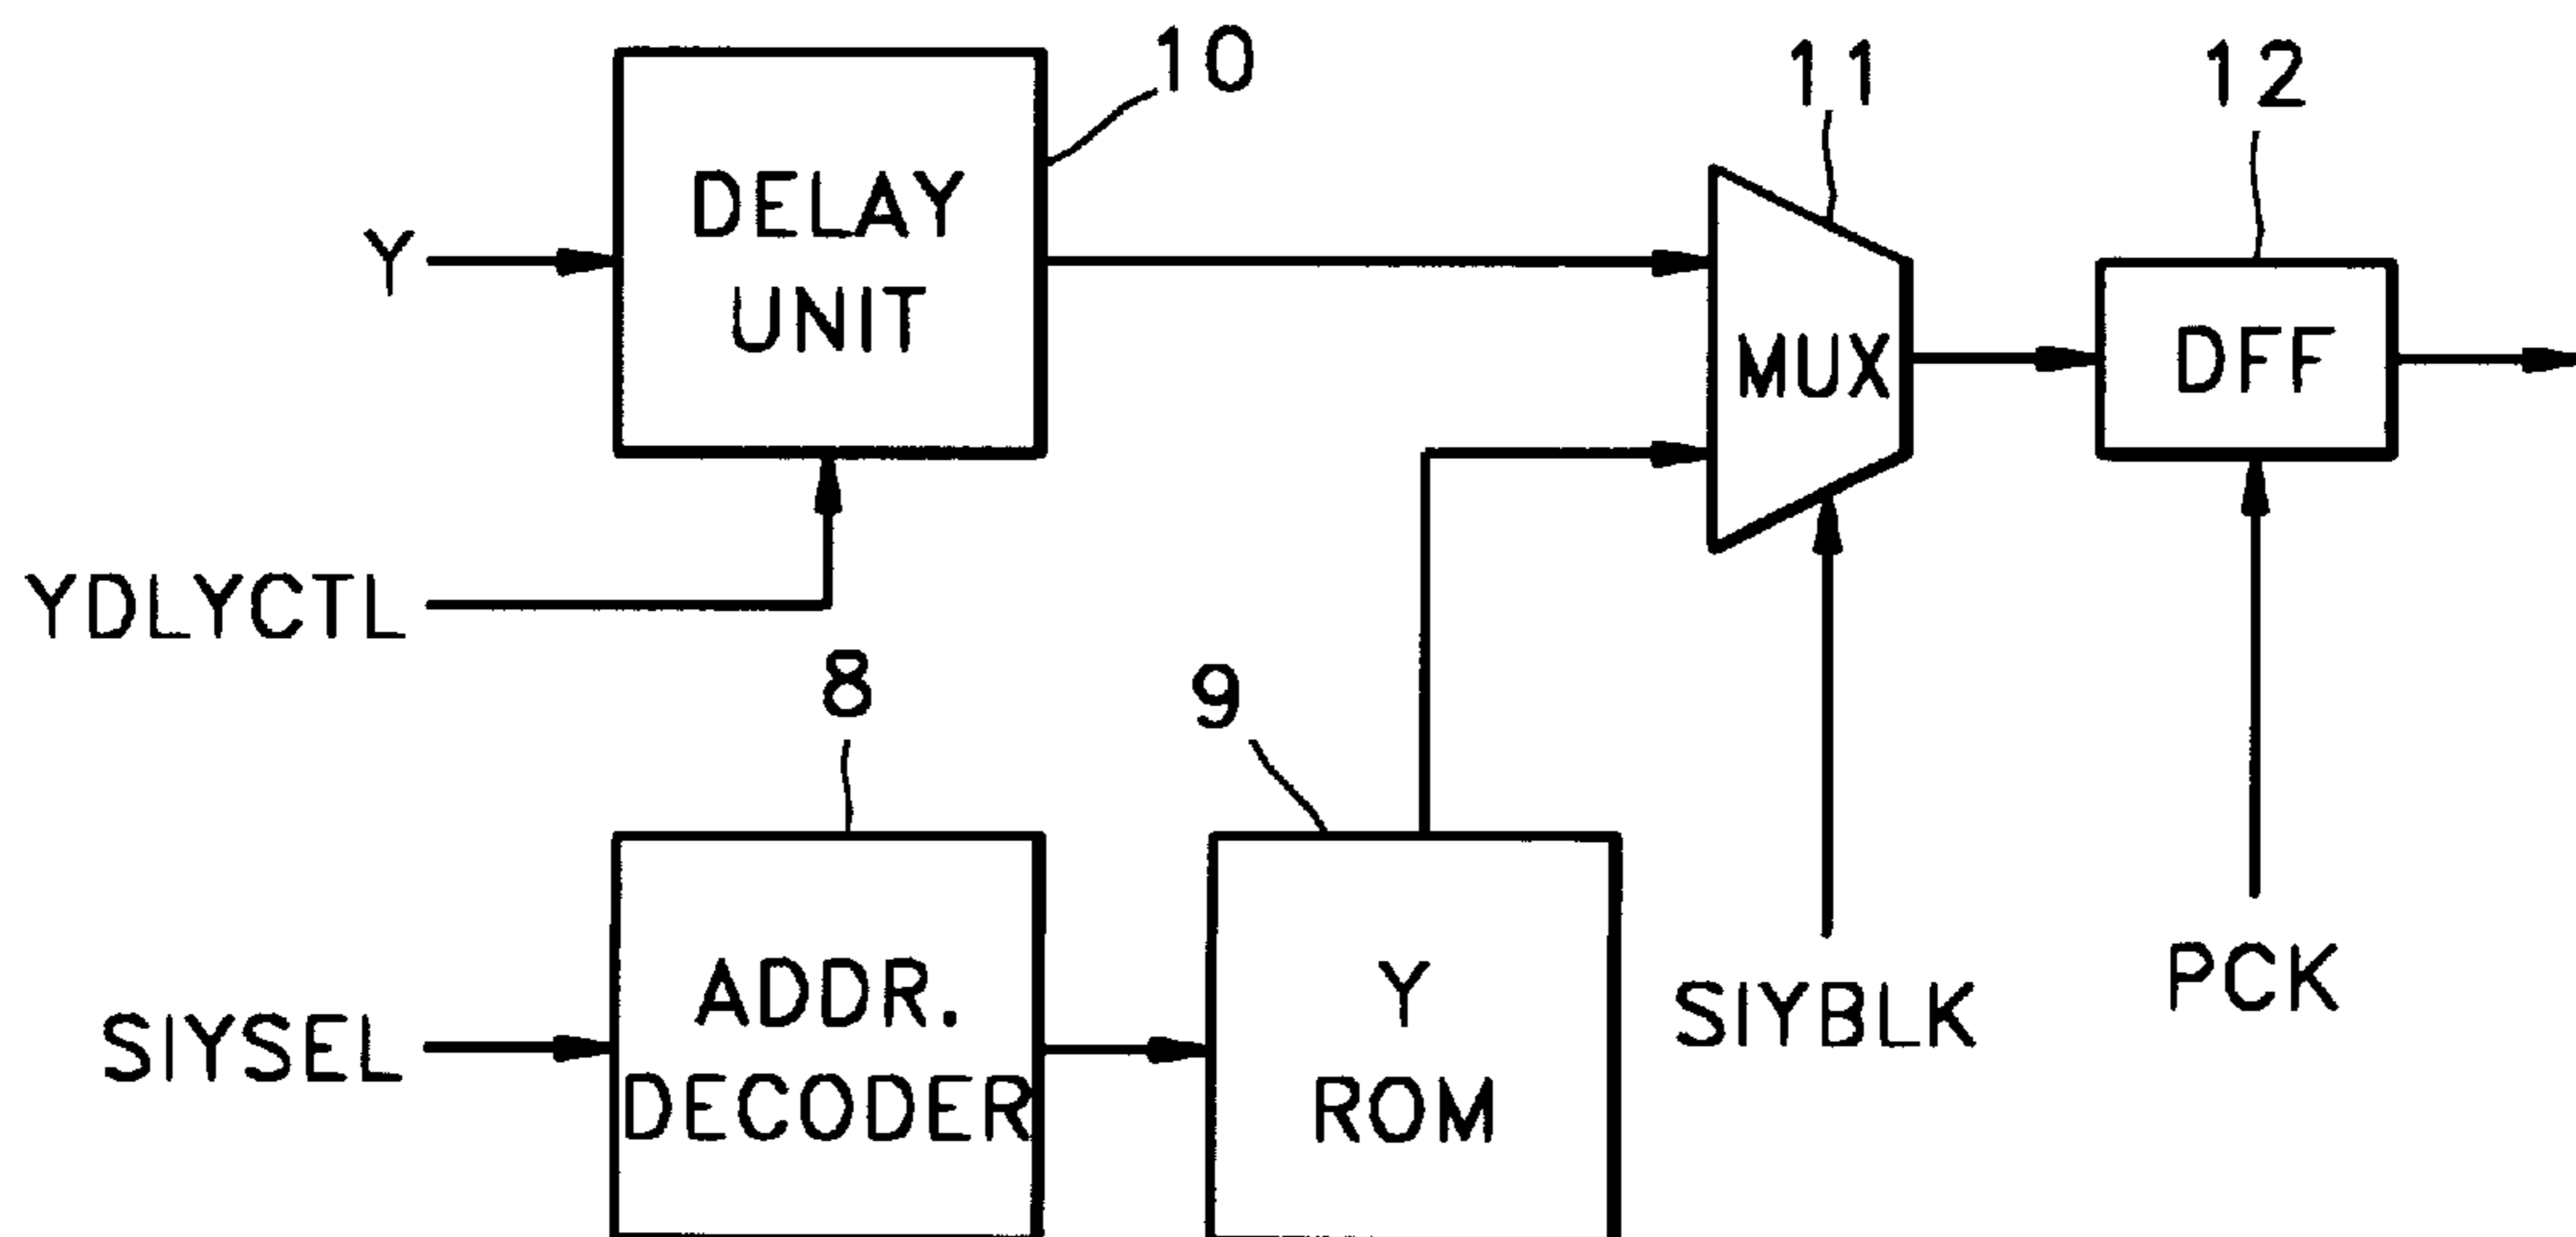 10
11
12
DELAY
UNIT
Y
MUX
DFF
YDLYCTL
8
9
ADDR.
DECODER
Y
ROM
SIYSEL
SIYBLK
PCK